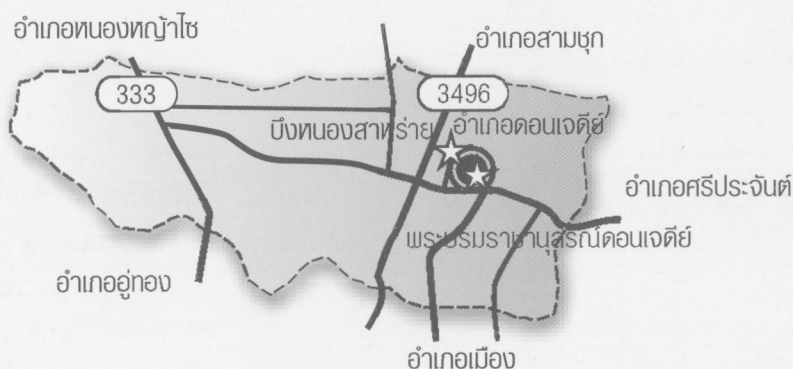 อำเภอหนองหญ้าไซ
อำเภอสามชุก
333
3496
บึงหนองสาหร่าย
อำเภอดอนเจดีย์
อำเภอศรีประจันต์
พระบรมราชานุสรณ์ดอนเจดีย์
อำเภออู่ทอง
อำเภอเมือง